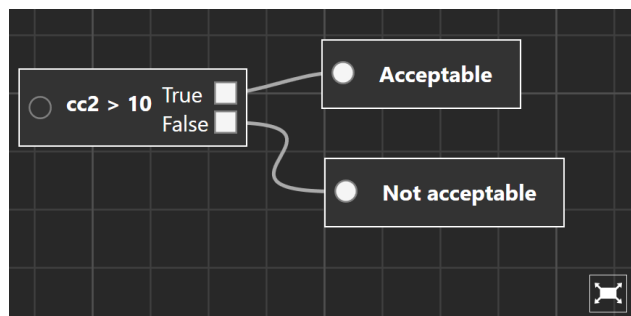 cc2 > 10
True
False
Acceptable
Not acceptable